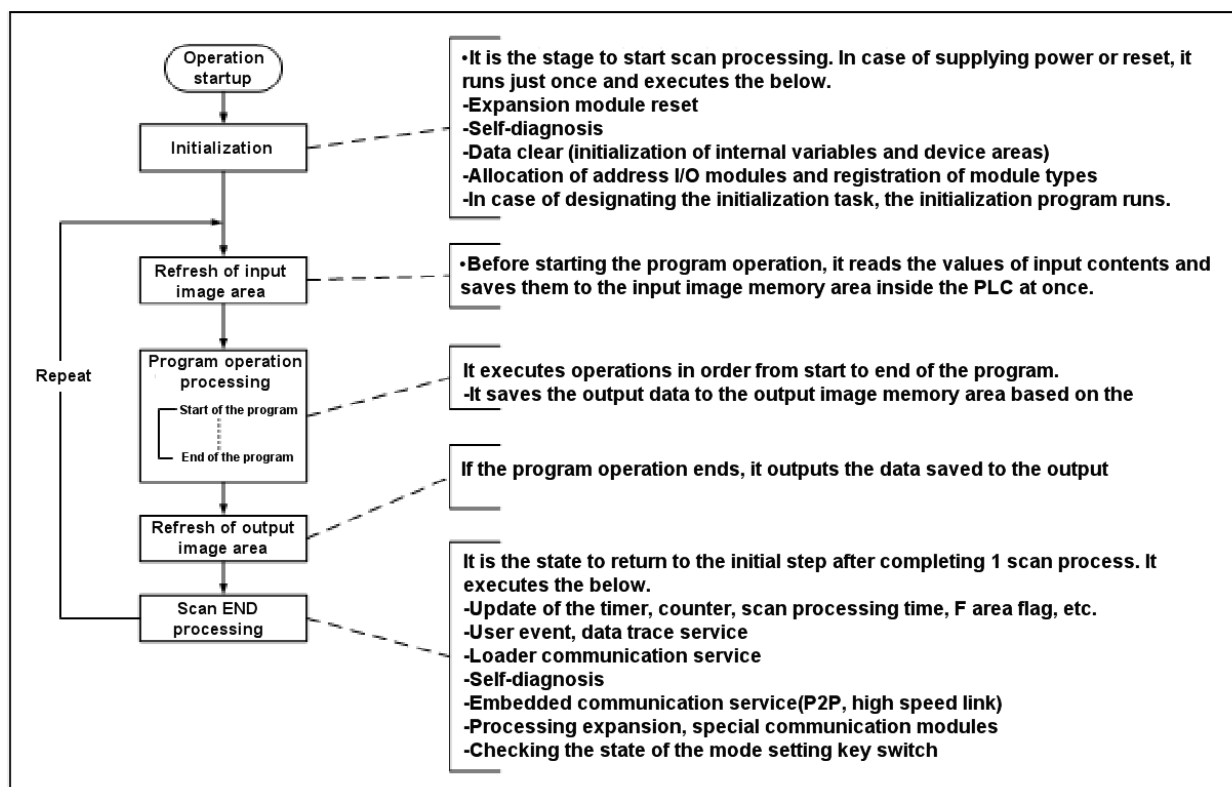 Operation
startup
Initialization
•It is the stage to start scan processing. In case of supplying power or reset, it
runs just once and executes the below.
-Expansion module reset
-Self-diagnosis
-Data clear (initialization of internal variables and device areas)
-Allocation of address I/O modules and registration of module types
-In case of designating the initialization task, the initialization program runs.
Refresh of input
image area
•Before starting the program operation, it reads the values of input contents and
saves them to the input image memory area inside the PLC at once.
Repeat
Program operation
processing
Start of the program
End of the program
It executes operations in order from start to end of the program.
-It saves the output data to the output image memory area based on the
If the program operation ends, it outputs the data saved to the output
Refresh of output
image area
Scan END
processing
It is the state to return to the initial step after completing 1 scan process. It
executes the below.
-Update of the timer, counter, scan processing time, F area flag, etc.
-User event, data trace service
-Loader communication service
-Self-diagnosis
-Embedded communication service(P2P, high speed link)
-Processing expansion, special communication modules
-Checking the state of the mode setting key switch